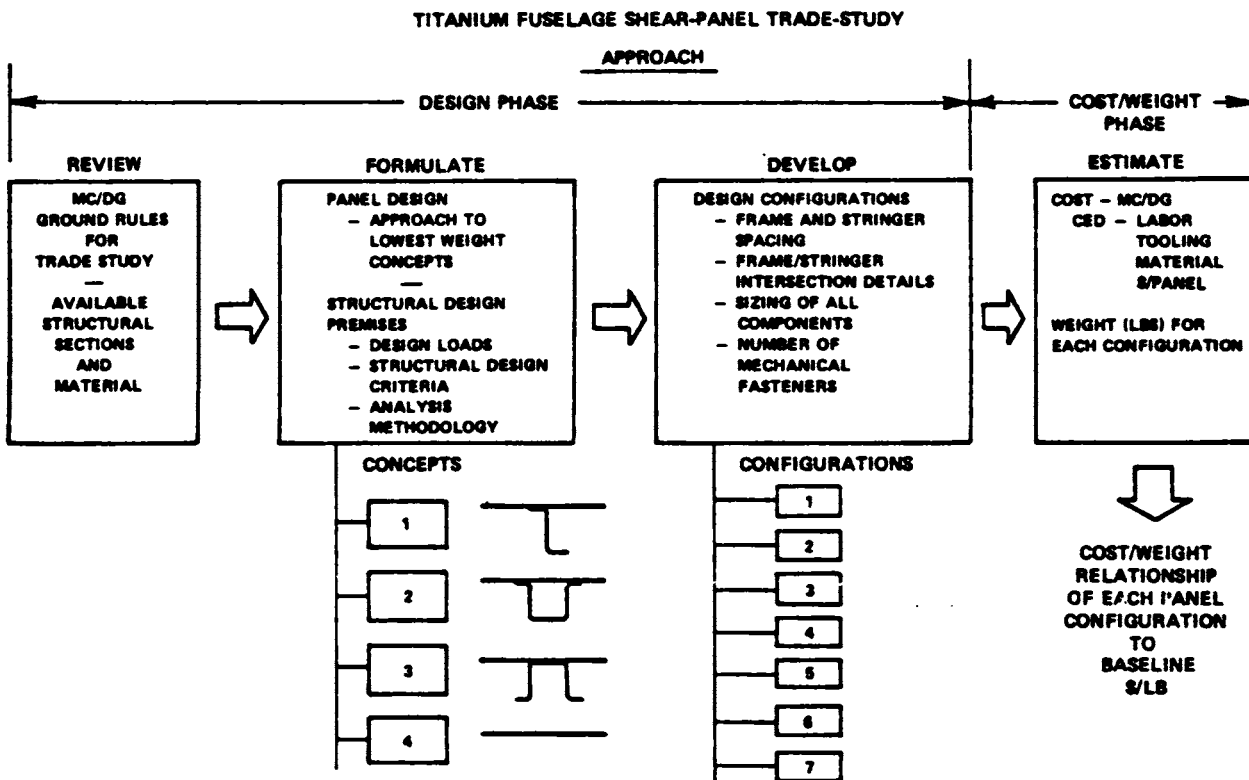 TITANIUM FUSELAGE SHEAR-PANEL TRADE-STUDY
APPROACH
DESIGN PHASE
COST/WEIGHT
PHASE
REVIEW
MC/DG
GROUND RULES
FOR
TRADE STUDY
—
AVAILABLE
STRUCTURAL
SECTIONS
AND
MATERIAL
FORMULATE
PANEL DESIGN
– APPROACH TO
LOWEST WEIGHT
CONCEPTS
—
STRUCTURAL DESIGN
PREMISES
– DESIGN LOADS
– STRUCTURAL DESIGN
CRITERIA
– ANALYSIS
METHODOLOGY
DEVELOP
DESIGN CONFIGURATIONS
– FRAME AND STRINGER
SPACING
– FRAME/STRINGER
INTERSECTION DETAILS
– SIZING OF ALL
COMPONENTS
– NUMBER OF
MECHANICAL
FASTENERS
ESTIMATE
COST – MC/DG
CED – LABOR
TOOLING
MATERIAL
$/PANEL
WEIGHT (LBS) FOR
EACH CONFIGURATION
CONCEPTS
1
2
3
4
CONFIGURATIONS
1
2
3
4
5
6
7
COST/WEIGHT
RELATIONSHIP
OF EACH PANEL
CONFIGURATION
TO
BASELINE
$/LB